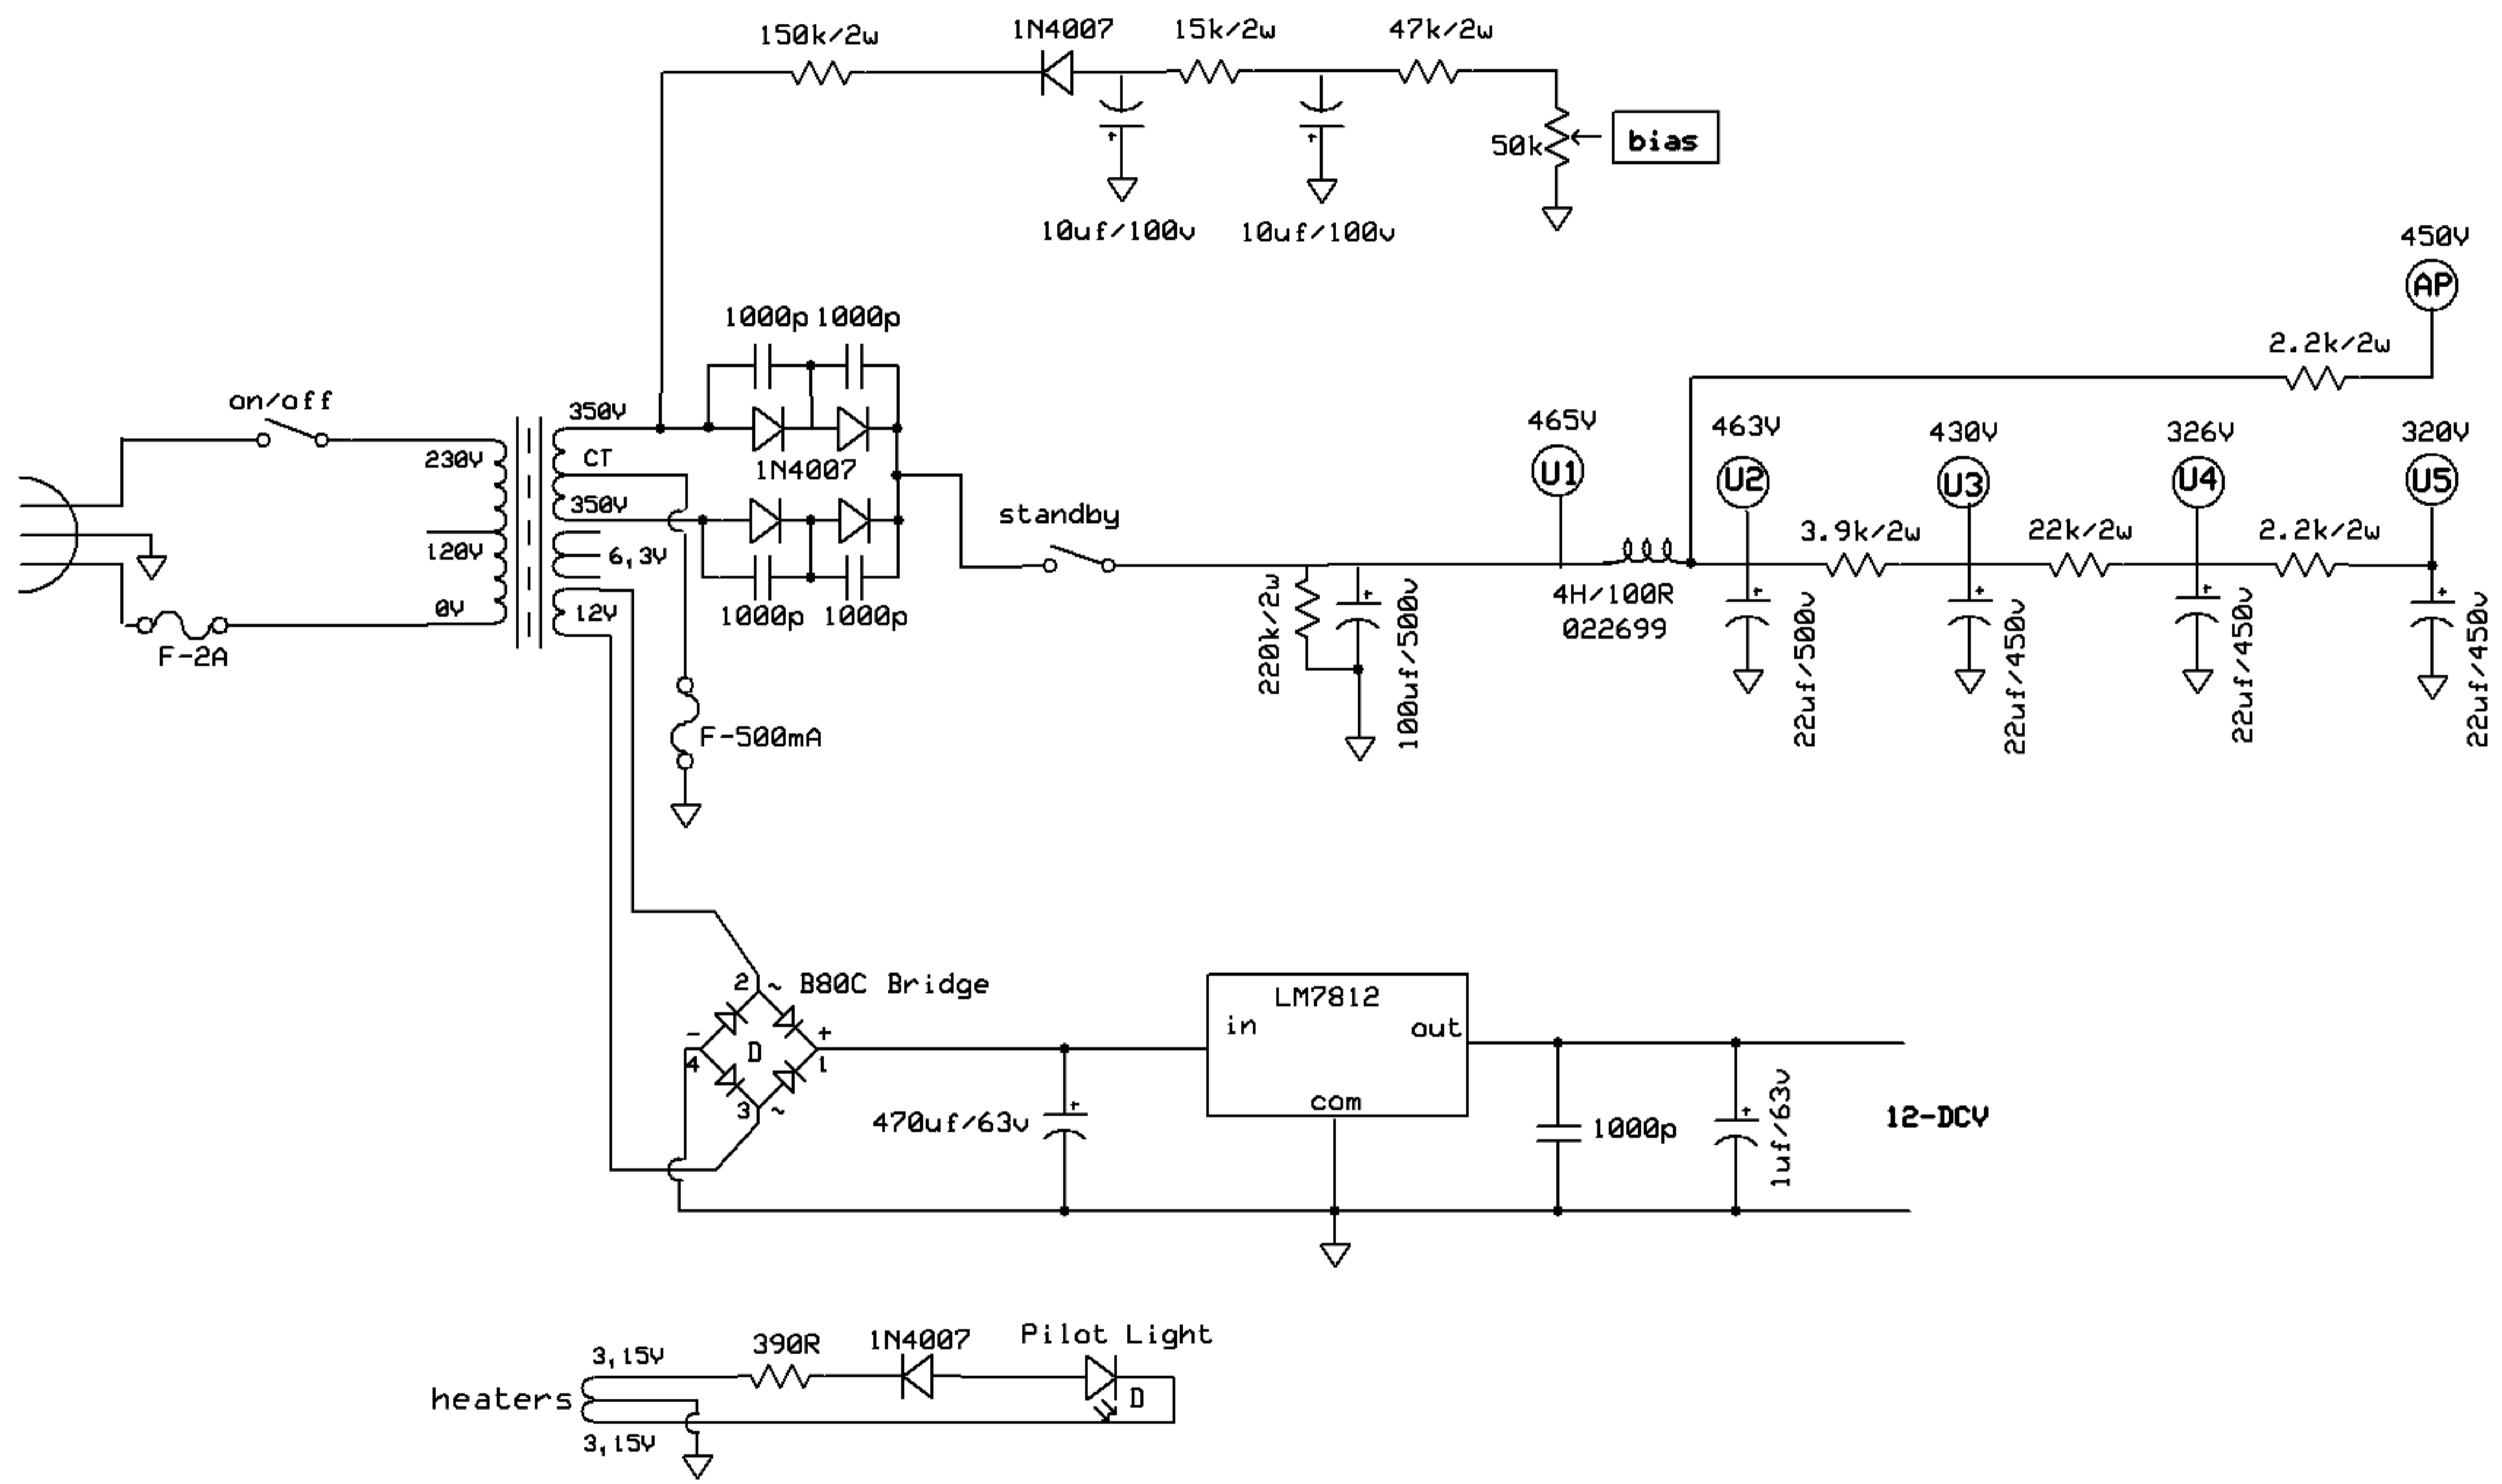 150k/2w
1N4007
15k/2w
47k/2w
50k
bias
10uf/100v
10uf/100v
450V
AP
2.2k/2w
1000p
1000p
on/off
350V
CT
350V
1N4007
230V
120V
0V
6,3V
12V
F-2A
1000p
1000p
standby
465V
U1
463V
U2
430V
U3
326V
U4
320V
U5
3.9k/2w
22k/2w
2.2k/2w
220k/2w
100uf/500v
4H/100R
022699
22uf/500v
22uf/450v
22uf/450v
22uf/450v
F-500mA
2
~
B80C Bridge
-
+
D
4
1
3
~
LM7812
in
out
com
470uf/63v
1000p
1uf/63v
12-DCV
heaters
3,15V
3,15V
390R
1N4007
Pilot Light
D